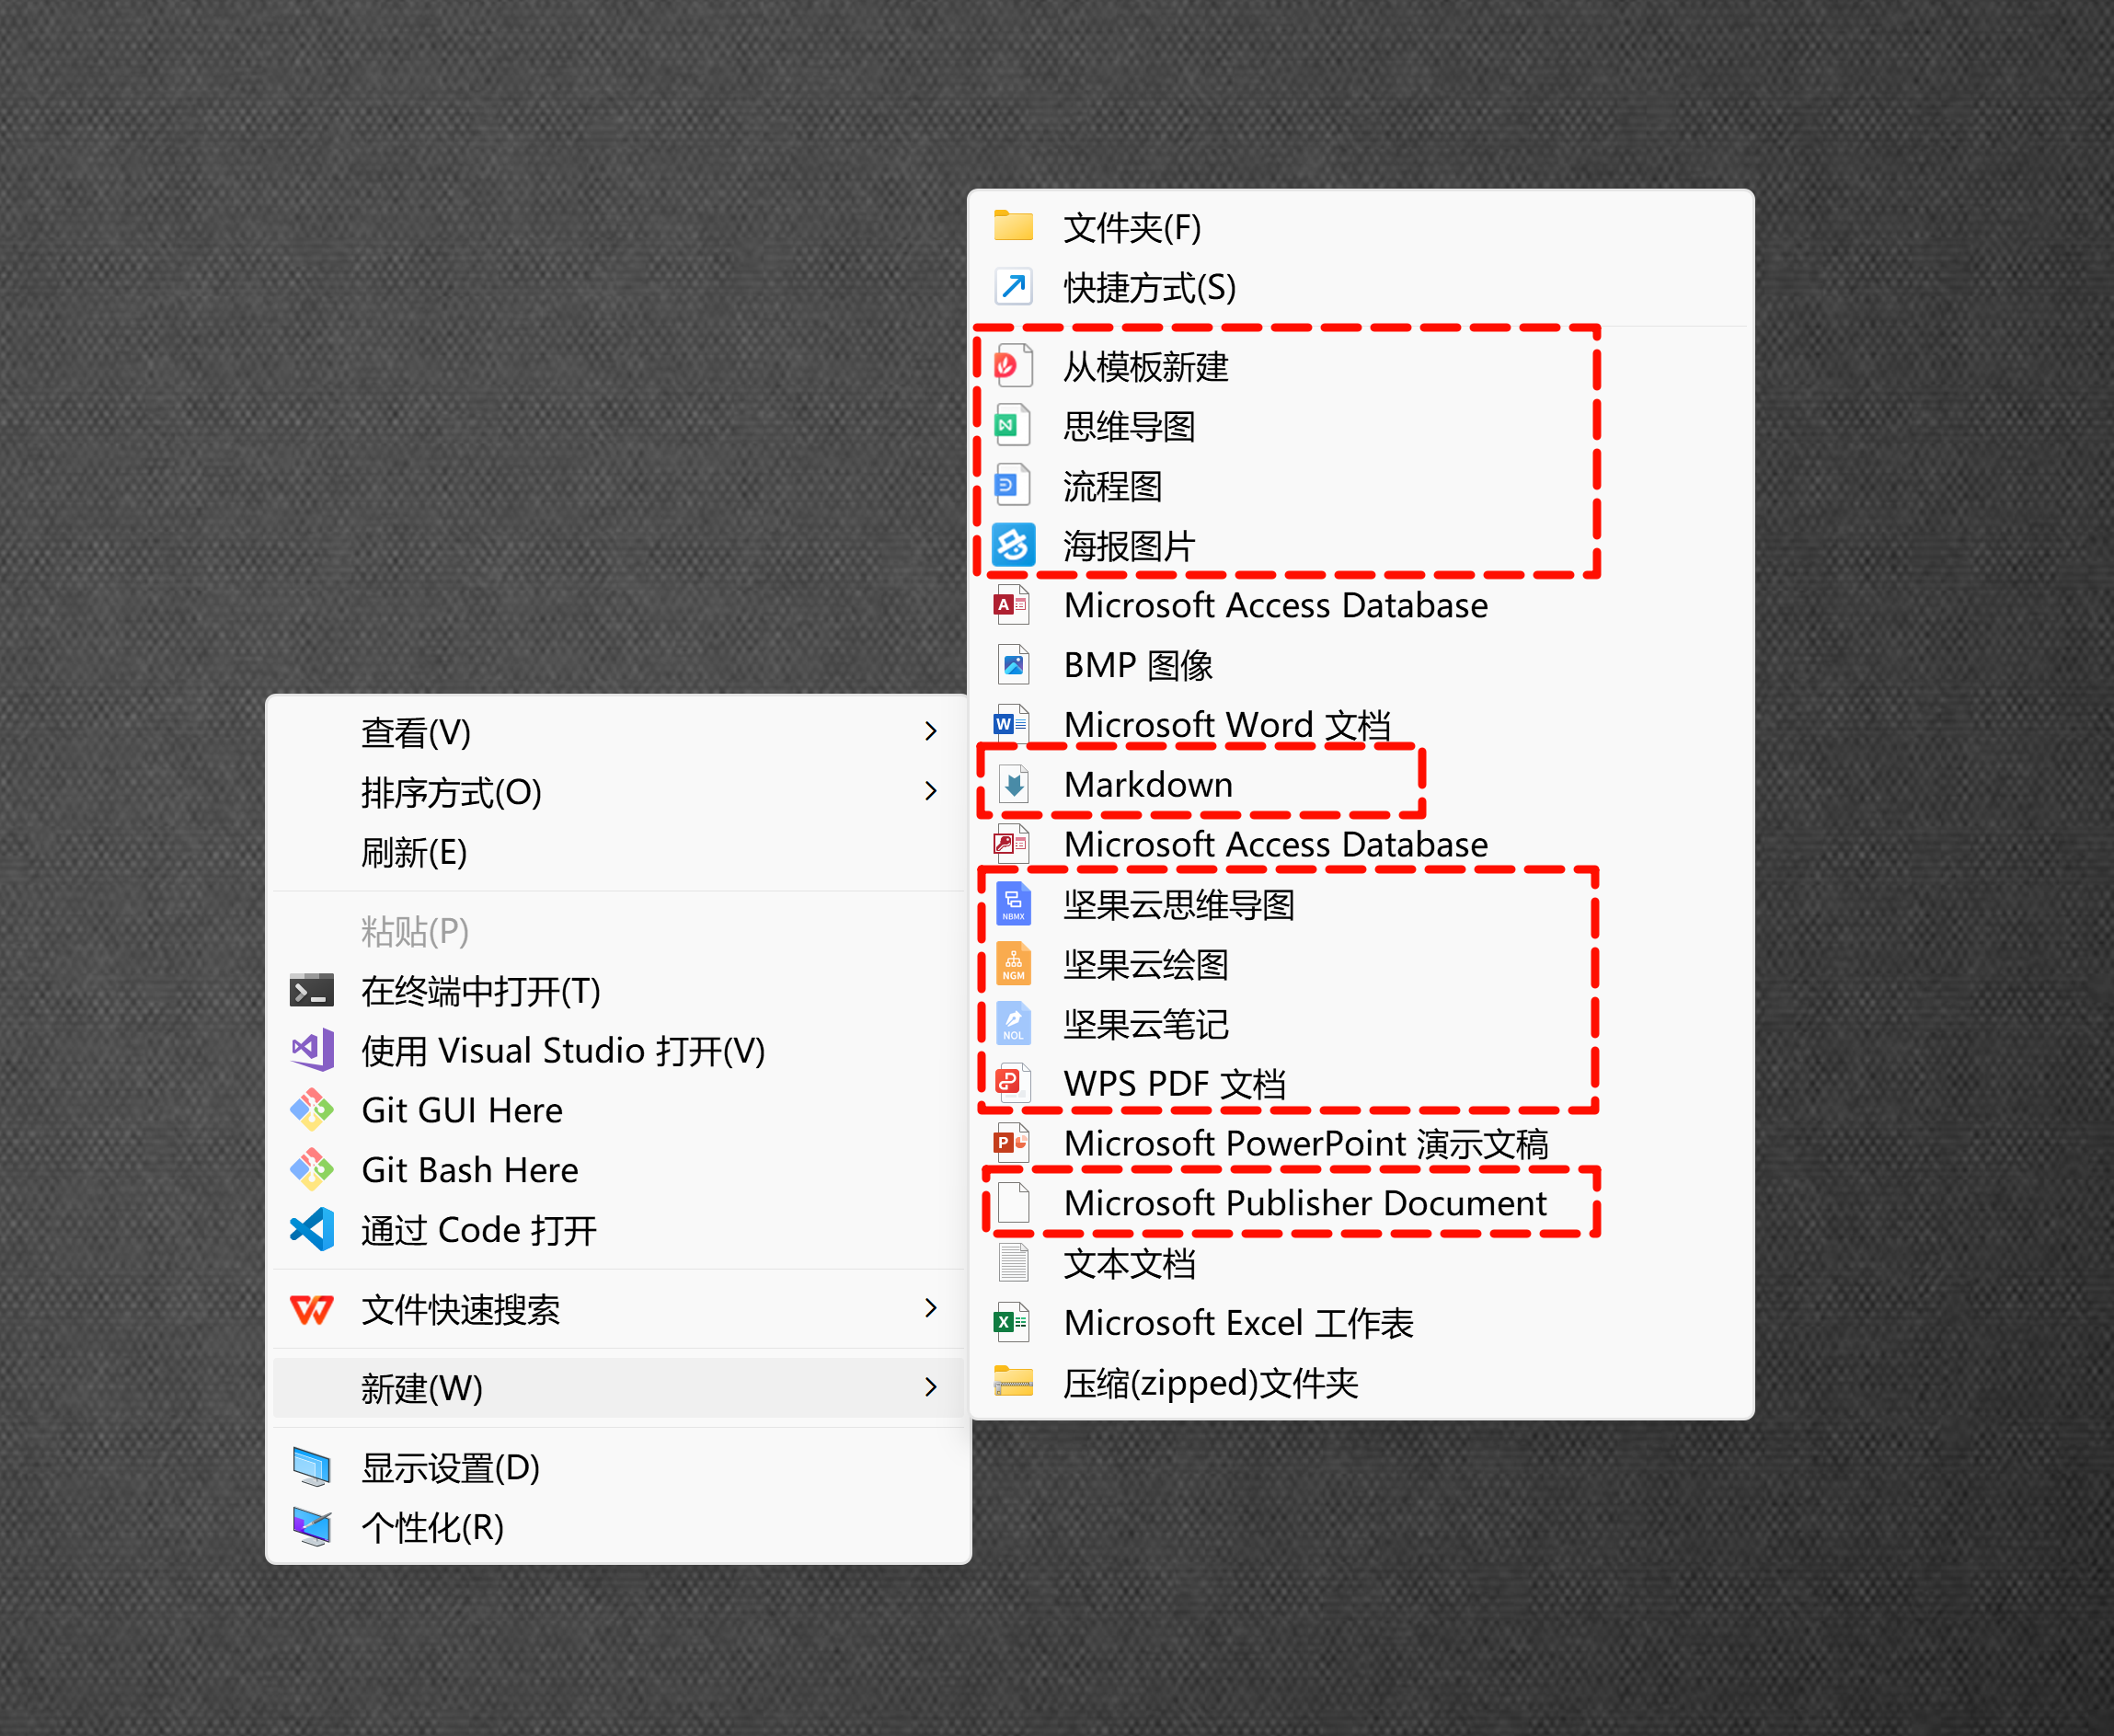 查看(V)
排序方式(O)
刷新(E)
粘贴(P)
在终端中打开(T)
使用 Visual Studio 打开(V)
Git GUI Here
Git Bash Here
通过 Code 打开
文件快速搜索
新建(W)
显示设置(D)
个性化(R)
文件夹(F)
快捷方式(S)
从模板新建
思维导图
流程图
海报图片
A
Microsoft Access Database
BMP 图像
W
Microsoft Word 文档
Markdown
Microsoft Access Database
NBMX
坚果云思维导图
NGM
坚果云绘图
NOL
坚果云笔记
WPS PDF 文档
P
Microsoft PowerPoint 演示文稿
Microsoft Publisher Document
文本文档
X
Microsoft Excel 工作表
压缩(zipped)文件夹